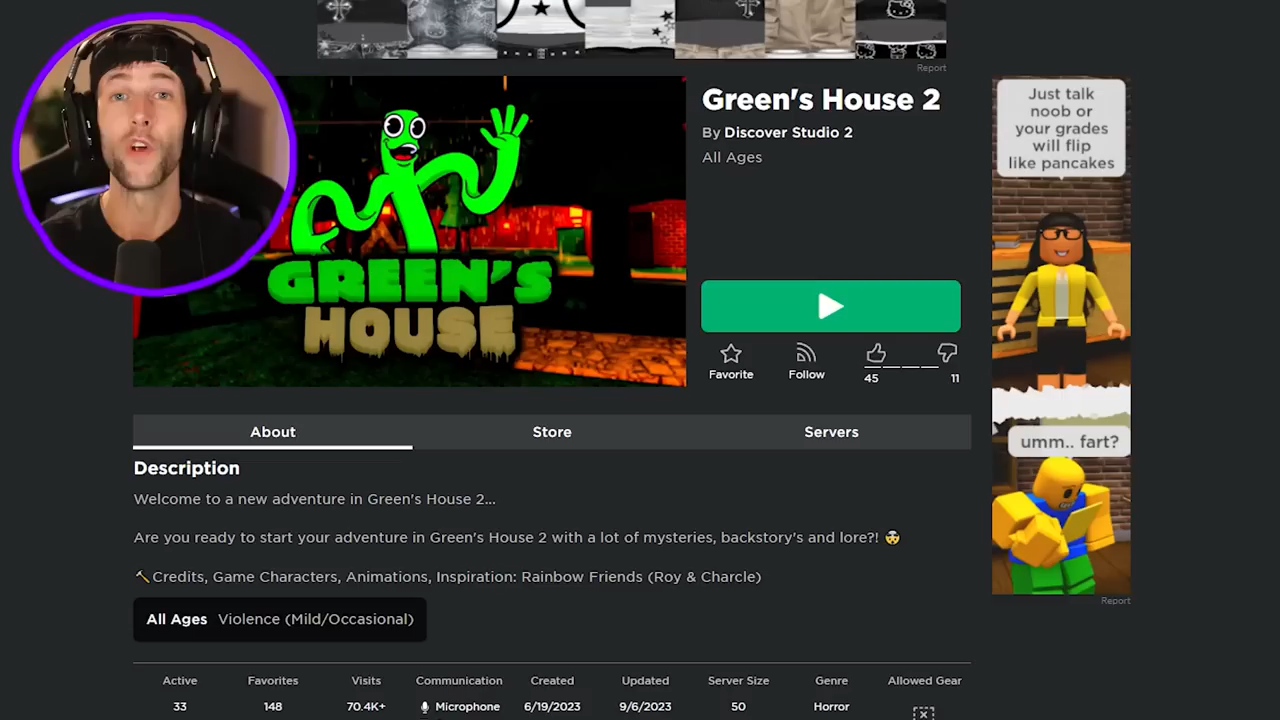 Report
Green's House 2
By Discover Studio 2
All Ages
GREEN'S
HOUSE
Favorite
Follow
45
11
Just talk
noob or
your grades
will flip
like pancakes
umm.. fart?
Report
About
Store
Servers
Description
Welcome to a new adventure in Green's House 2...
Are you ready to start your adventure in Green's House 2 with a lot of mysteries, backstory's and lore?! 🤯
🔨Credits, Game Characters, Animations, Inspiration: Rainbow Friends (Roy & Charcle)
All Ages Violence (Mild/Occasional)
Active Favorites Visits Communication Created Updated Server Size Genre Allowed Gear
33 148 70.4K+ Microphone 6/19/2023 9/6/2023 50 Horror